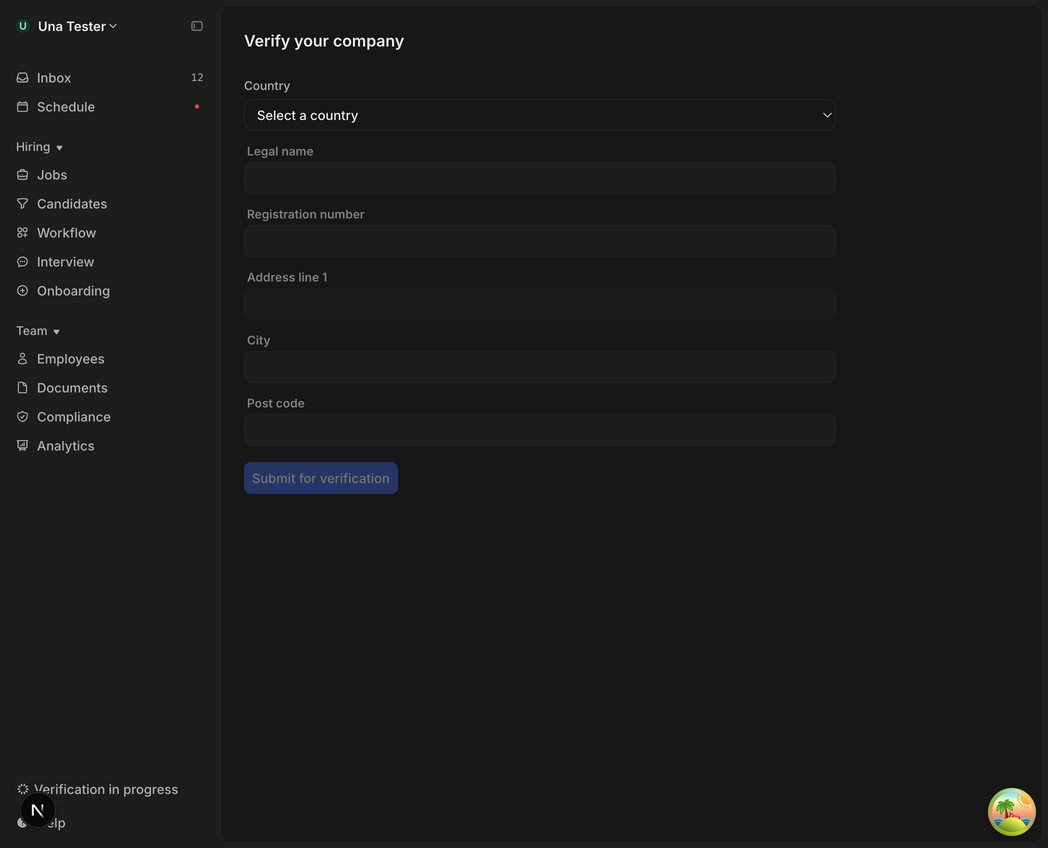 U Una Tester
Inbox 12
Schedule
Hiring
Jobs
Candidates
Workflow
Interview
Onboarding
Team
Employees
Documents
Compliance
Analytics
Verification in progress
N
Verify your company
Country
Select a country
Legal name
Registration number
Address line 1
City
Post code
Submit for verification